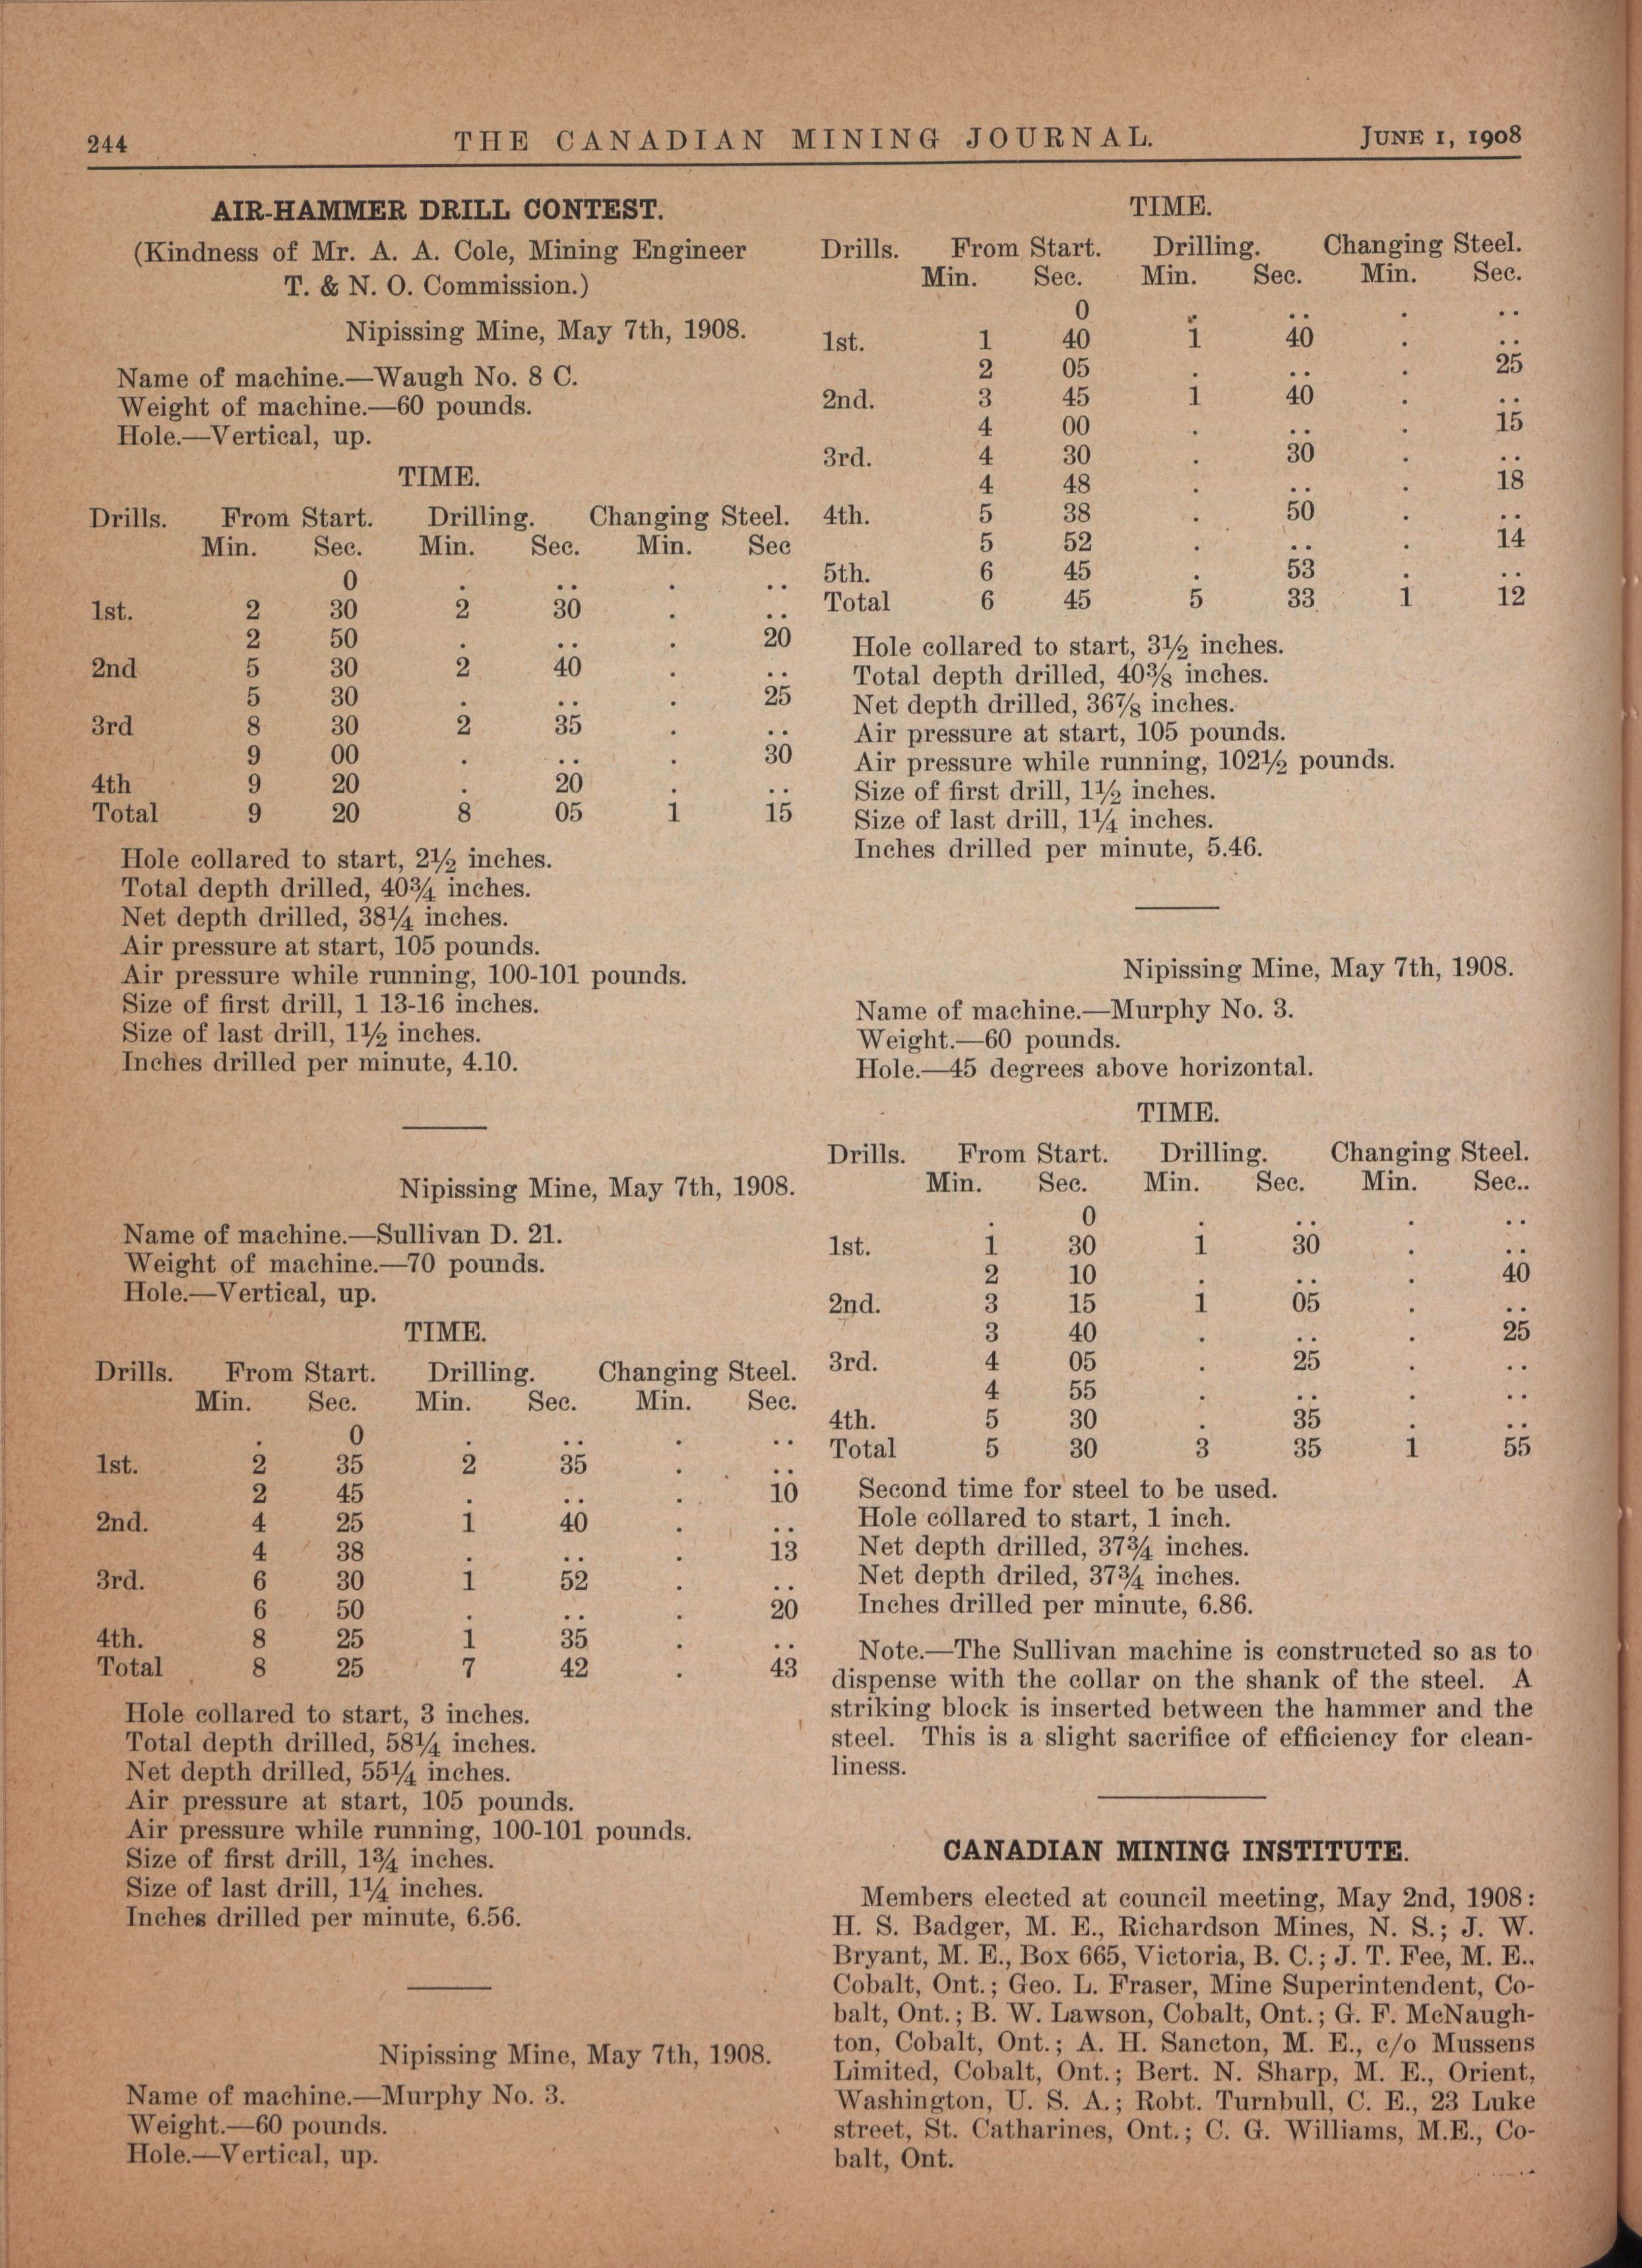 244
THE CANADIAN MINING JOURNAL.
JUNE 1, 1908
AIR-HAMMER DRILL CONTEST.
(Kindness of Mr. A. A. Cole, Mining Engineer
T. & N. O. Commission.)
Nipissing Mine, May 7th, 1908.
Name of machine.—Waugh No. 8 C.
Weight of machine.—60 pounds.
Hole.—Vertical, up.
TIME.
Drills. From Start. Drilling. Changing Steel.
Min. Sec. Min. Sec. Min. Sec
0 . .. . ..
1st. 2 30 2 30 . ..
2 50 . .. . 20
2nd 5 30 2 40 . ..
5 30 . .. . 25
3rd 8 30 2 35 . ..
9 00 . .. . 30
4th 9 20 . 20 . ..
Total 9 20 8 05 1 15
Hole collared to start, 2½ inches.
Total depth drilled, 40¾ inches.
Net depth drilled, 38¼ inches.
Air pressure at start, 105 pounds.
Air pressure while running, 100-101 pounds.
Size of first drill, 1 13-16 inches.
Size of last drill, 1½ inches.
Inches drilled per minute, 4.10.
Nipissing Mine, May 7th, 1908.
Name of machine.—Sullivan D. 21.
Weight of machine.—70 pounds.
Hole.—Vertical, up.
TIME.
Drills. From Start. Drilling. Changing Steel.
Min. Sec. Min. Sec. Min. Sec.
. 0 . .. . ..
1st. 2 35 2 35 . ..
2 45 . .. . 10
2nd. 4 25 1 40 . ..
4 38 . .. . 13
3rd. 6 30 1 52 . ..
6 50 . .. . 20
4th. 8 25 1 35 . ..
Total 8 25 7 42 . 43
Hole collared to start, 3 inches.
Total depth drilled, 58¼ inches.
Net depth drilled, 55¼ inches.
Air pressure at start, 105 pounds.
Air pressure while running, 100-101 pounds.
Size of first drill, 1¾ inches.
Size of last drill, 1¼ inches.
Inches drilled per minute, 6.56.
Nipissing Mine, May 7th, 1908.
Name of machine.—Murphy No. 3.
Weight.—60 pounds.
Hole.—Vertical, up.
TIME.
Drills. From Start. Drilling. Changing Steel.
Min. Sec. Min. Sec. Min. Sec.
0 . .. . ..
1st. 1 40 1 40 . ..
2 05 . .. . 25
2nd. 3 45 1 40 . ..
4 00 . .. . 15
3rd. 4 30 . 30 . ..
4 48 . .. . 18
4th. 5 38 . 50 . ..
5 52 . .. . 14
5th. 6 45 . 53 . ..
Total 6 45 5 33 1 12
Hole collared to start, 3½ inches.
Total depth drilled, 40⅜ inches.
Net depth drilled, 36⅞ inches.
Air pressure at start, 105 pounds.
Air pressure while running, 102½ pounds.
Size of first drill, 1½ inches.
Size of last drill, 1¼ inches.
Inches drilled per minute, 5.46.
Nipissing Mine, May 7th, 1908.
Name of machine.—Murphy No. 3.
Weight.—60 pounds.
Hole.—45 degrees above horizontal.
TIME.
Drills. From Start. Drilling. Changing Steel.
Min. Sec. Min. Sec. Min. Sec..
. 0 . .. . ..
1st. 1 30 1 30 . ..
2 10 . .. . 40
2nd. 3 15 1 05 . ..
3 40 . .. . 25
3rd. 4 05 . 25 . ..
4 55 . .. . ..
4th. 5 30 . 35 . ..
Total 5 30 3 35 1 55
Second time for steel to be used.
Hole collared to start, 1 inch.
Net depth drilled, 37¾ inches.
Net depth driled, 37¾ inches.
Inches drilled per minute, 6.86.
Note.—The Sullivan machine is constructed so as to
dispense with the collar on the shank of the steel. A
striking block is inserted between the hammer and the
steel. This is a slight sacrifice of efficiency for clean-
liness.
CANADIAN MINING INSTITUTE.
Members elected at council meeting, May 2nd, 1908:
H. S. Badger, M. E., Richardson Mines, N. S.; J. W.
Bryant, M. E., Box 665, Victoria, B. C.; J. T. Fee, M. E..
Cobalt, Ont.; Geo. L. Fraser, Mine Superintendent, Co-
balt, Ont.; B. W. Lawson, Cobalt, Ont.; G. F. McNaugh-
ton, Cobalt, Ont.; A. H. Sancton, M. E., c/o Mussens
Limited, Cobalt, Ont.; Bert. N. Sharp, M. E., Orient,
Washington, U. S. A.; Robt. Turnbull, C. E., 23 Luke
street, St. Catharines, Ont.; C. G. Williams, M.E., Co-
balt, Ont.